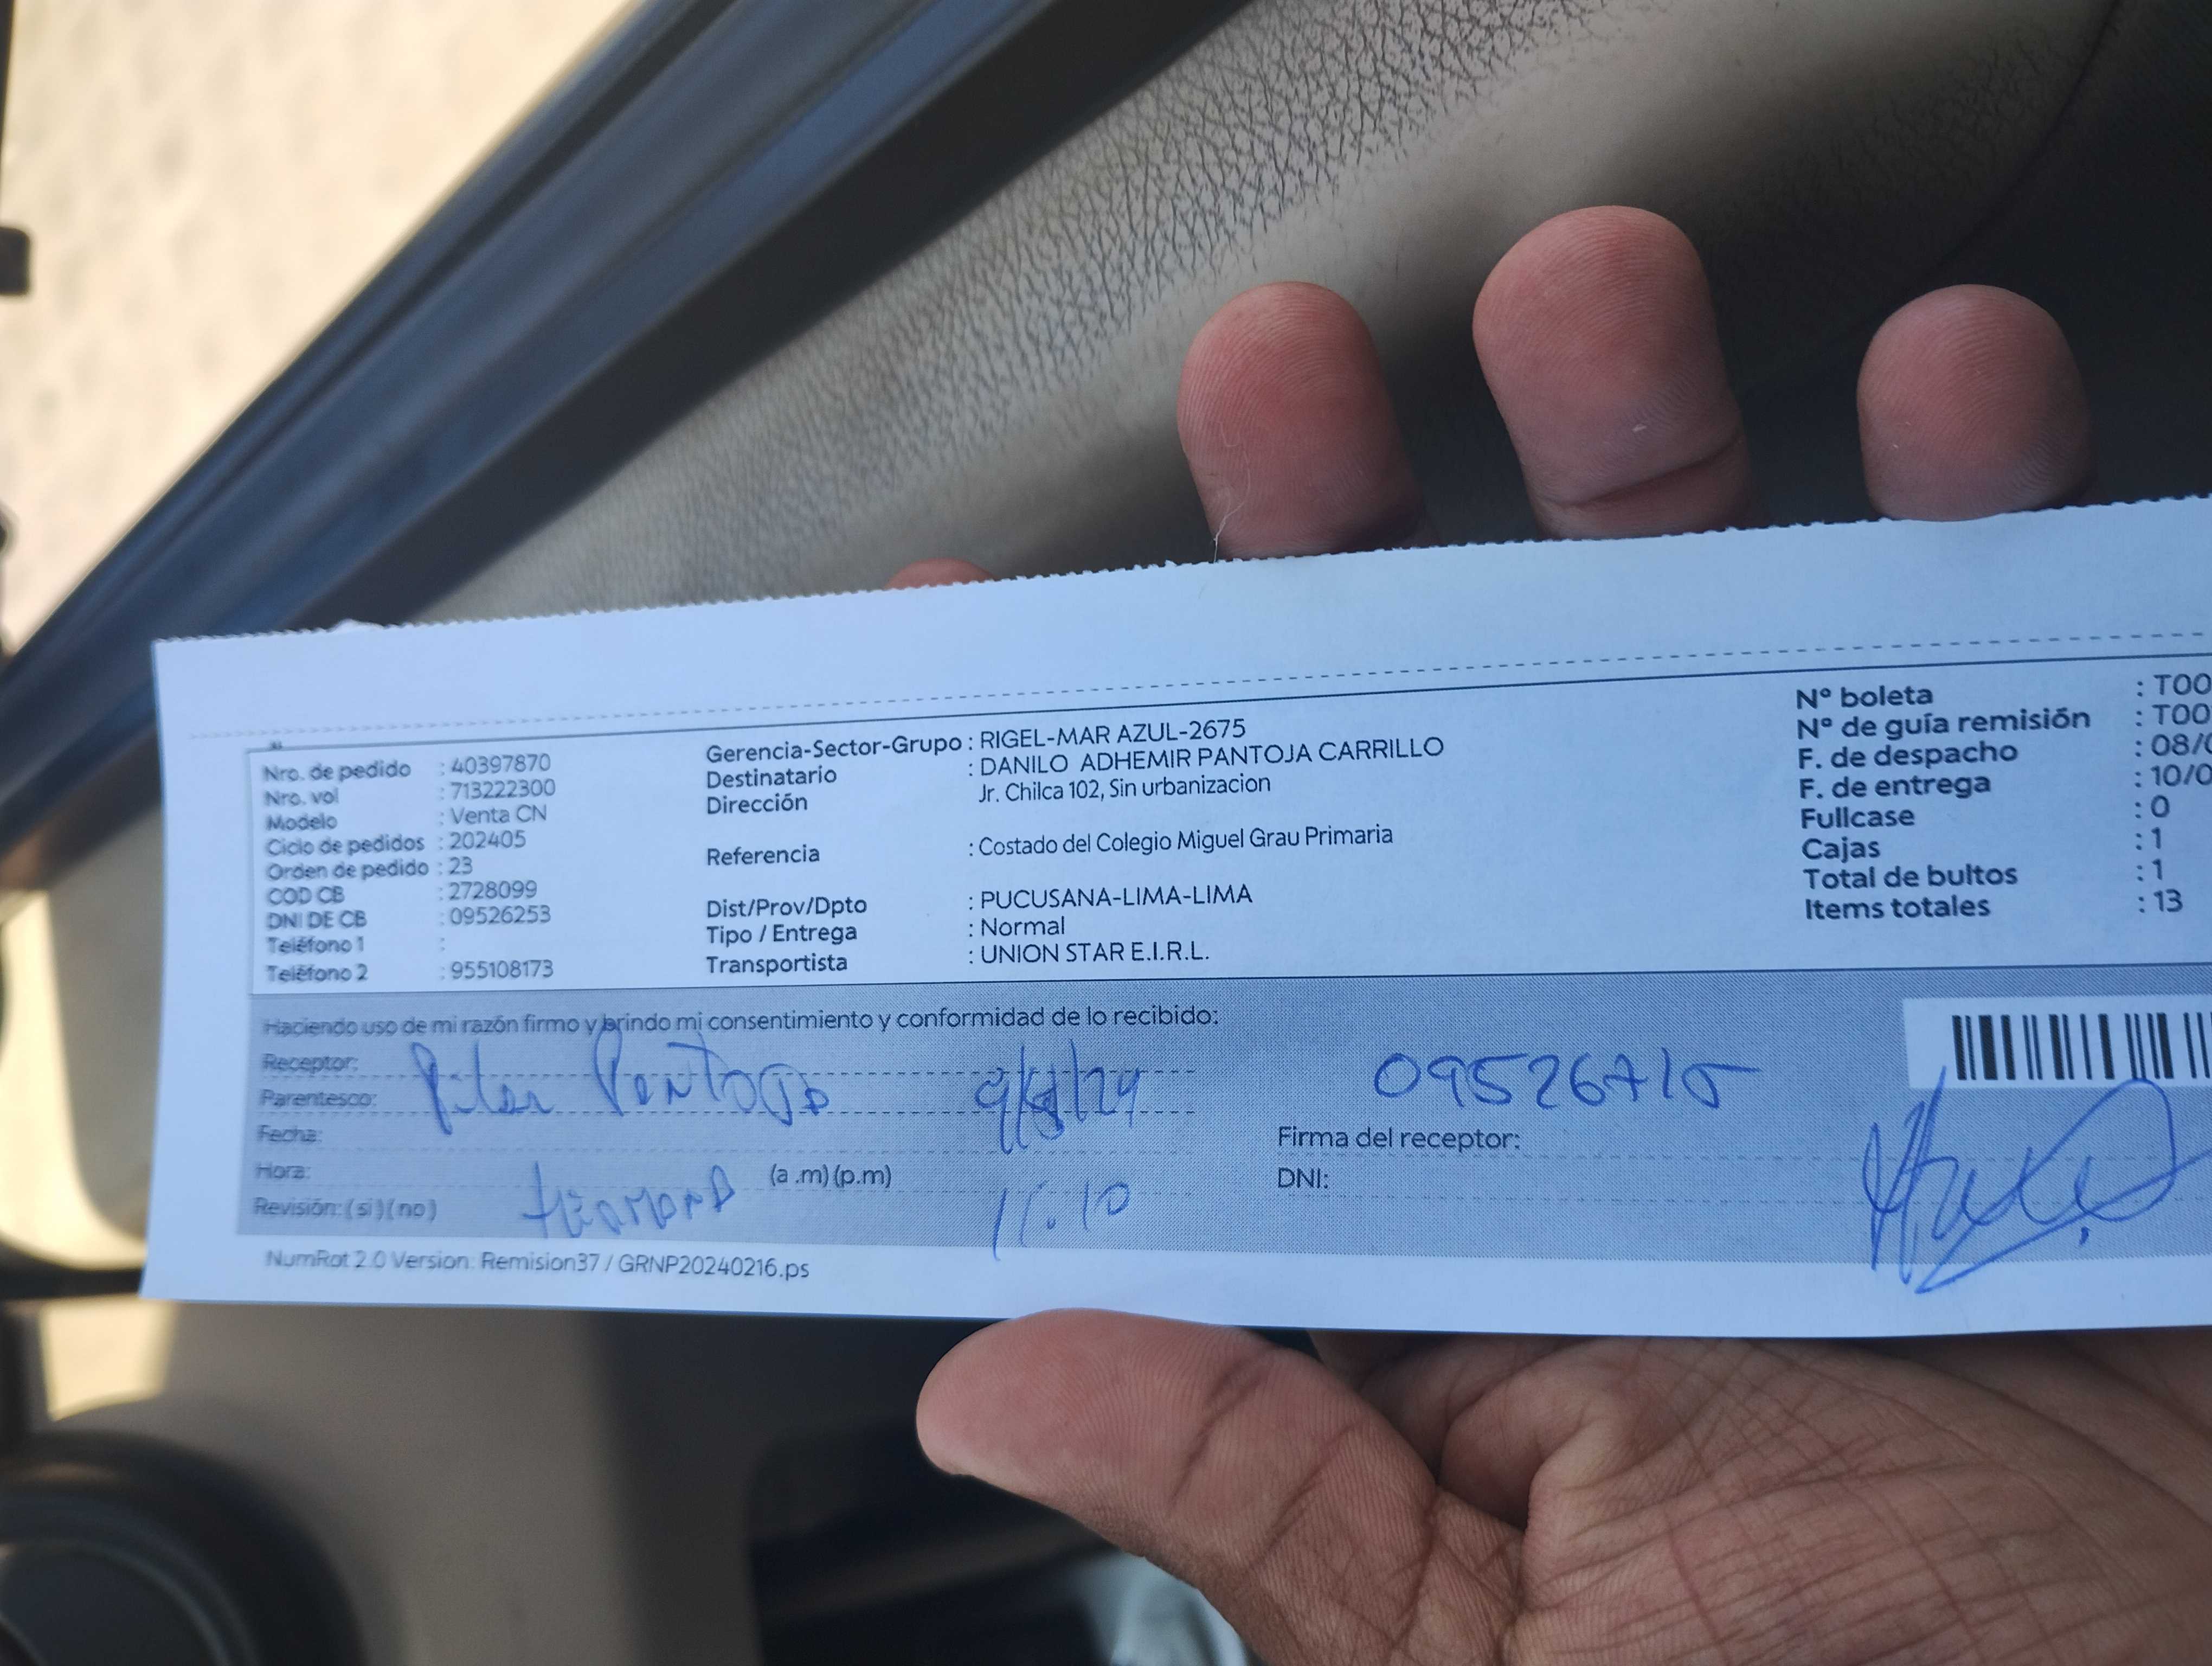 Nro. de pedido : 40397870
Nro. vol : 713222300
Modelo : Venta CN
Ciclo de pedidos : 202405
Orden de pedido : 23
COD CB : 2728099
DNI DE CB : 09526253
Teléfono 1 :
Teléfono 2 : 955108173
Gerencia-Sector-Grupo : RIGEL-MAR AZUL-2675
Destinatario : DANILO ADHEMIR PANTOJA CARRILLO
Dirección Jr. Chilca 102, Sin urbanizacion
Referencia : Costado del Colegio Miguel Grau Primaria
Dist/Prov/Dpto : PUCUSANA-LIMA-LIMA
Tipo / Entrega : Normal
Transportista : UNION STAR E.I.R.L.
Nº boleta : T00
Nº de guía remisión : T00
F. de despacho : 08/0
F. de entrega : 10/0
Fullcase : 0
Cajas : 1
Total de bultos : 1
Items totales : 13
Haciendo uso de mi razón firmo y brindo mi consentimiento y conformidad de lo recibido:
Receptor:
Pilar Pantoja
Parentesco:
Fecha:
Hora: (a .m) (p.m)
Revisión: ( si ) ( no )
11:10
09526715
Firma del receptor:
DNI:
NumRot 2.0 Version: Remision37 / GRNP20240216.ps